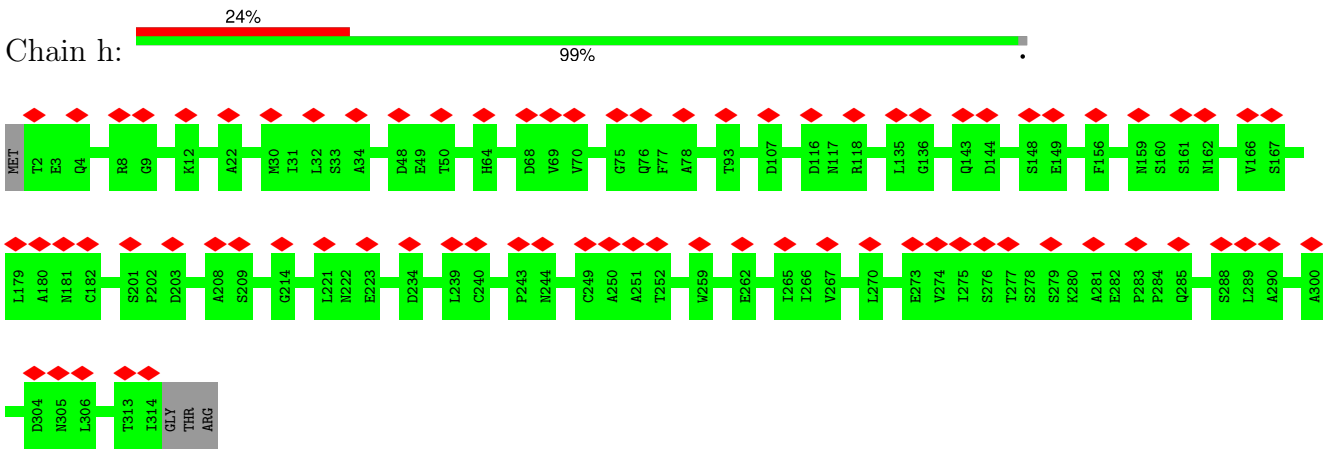 24%
Chain h:
99%
.
MET T2 E3 Q4 R8 G9 K12 A22 M30 I31 L32 S33 A34 D48 E49 T50 H64 D68 V69 V70 G75 Q76 F77 A78 T93 D107 D116 N117 R118 L135 G136 Q143 D144 S148 E149 F156 N159 S160 S161 N162 V166 S167
L179 A180 N181 C182 S201 P202 D203 A208 S209 G214 L221 N222 E223 D234 L239 C240 P243 N244 C249 A250 A251 T252 W259 E262 I265 I266 V267 L270 E273 V274 I275 S276 T277 S278 S279 K280 A281 E282 P283 P284 Q285 S288 L289 A290 A300
D304 N305 L306 T313 I314 GLY THR ARG